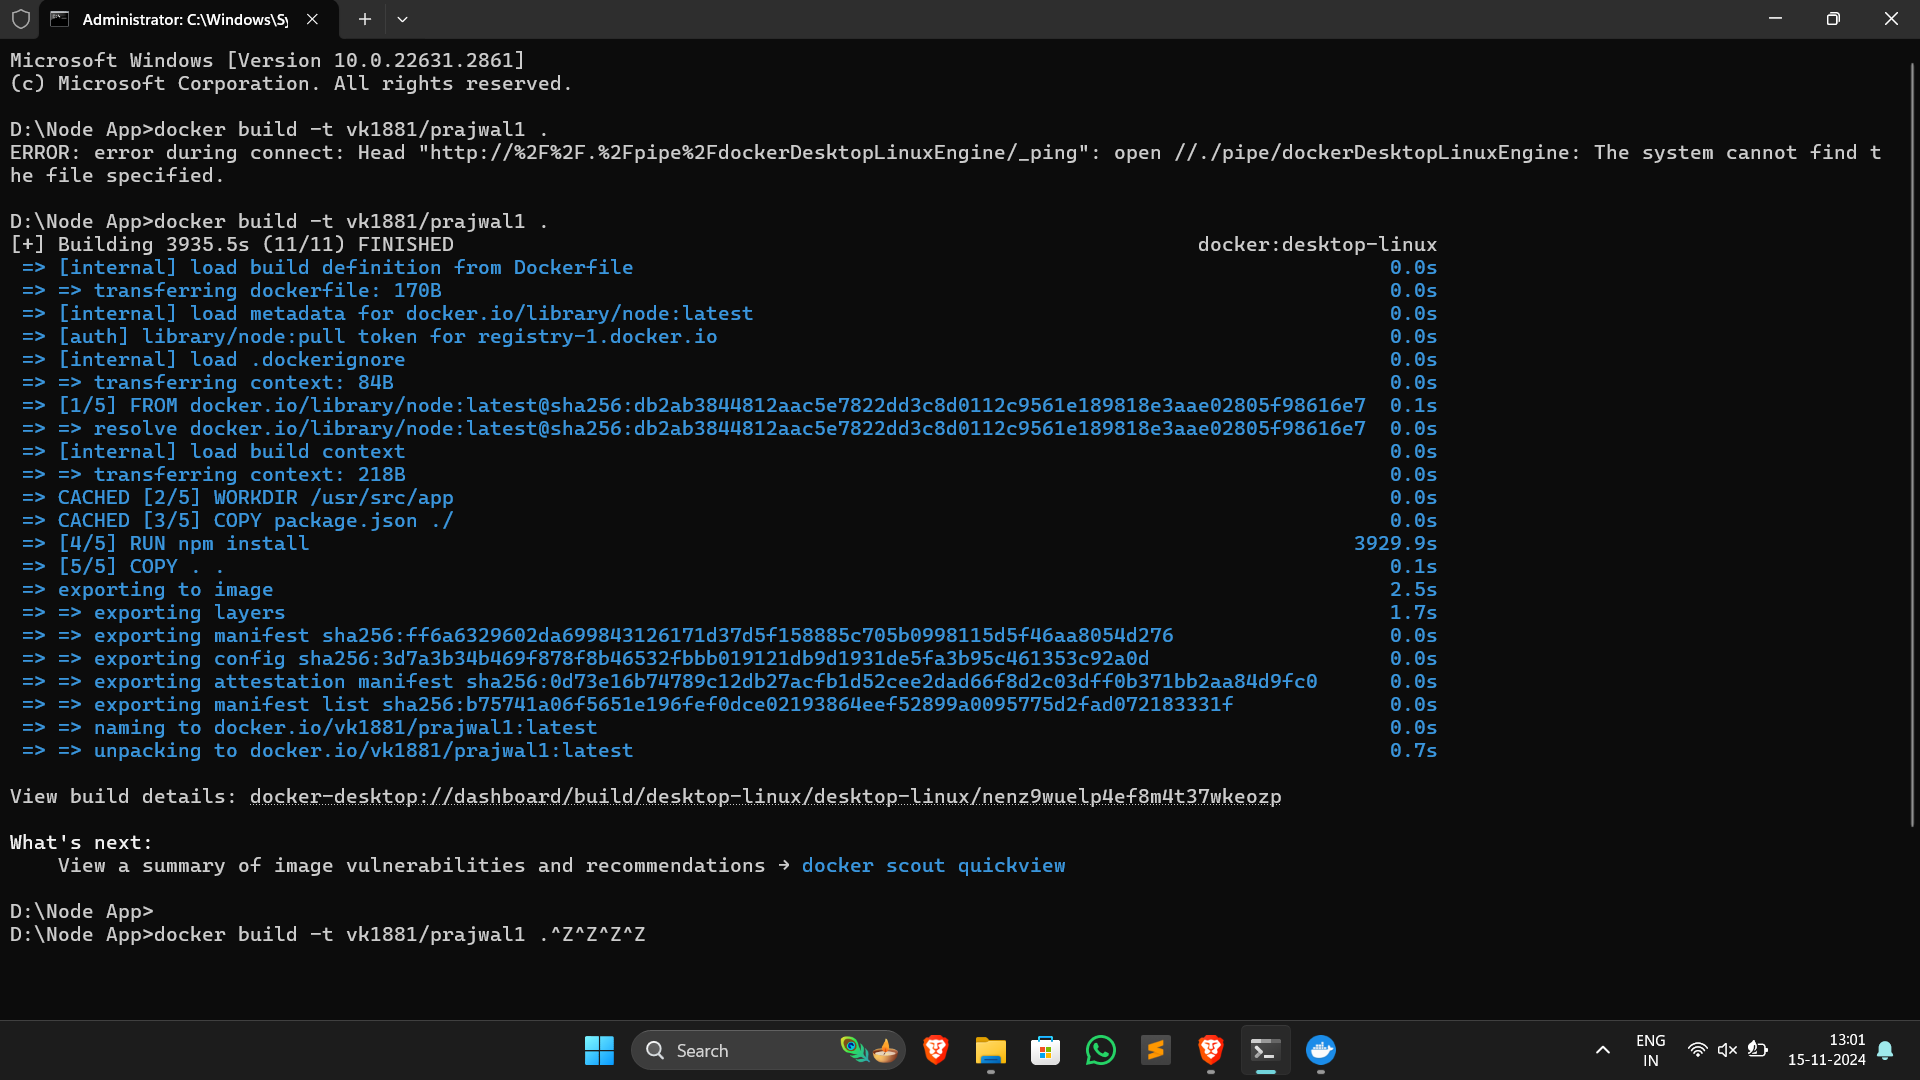 Administrator: C:\Windows\Sy
Microsoft Windows [Version 10.0.22631.2861]
(c) Microsoft Corporation. All rights reserved.
D:\Node App>docker build -t vk1881/prajwal1 .
ERROR: error during connect: Head "http://%2F%2F.%2Fpipe%2FdockerDesktopLinuxEngine/_ping": open //./pipe/dockerDesktopLinuxEngine: The system cannot find t
he file specified.
D:\Node App>docker build -t vk1881/prajwal1 .
[+] Building 3935.5s (11/11) FINISHED docker:desktop-linux
=> [internal] load build definition from Dockerfile 0.0s
=> => transferring dockerfile: 170B 0.0s
=> [internal] load metadata for docker.io/library/node:latest 0.0s
=> [auth] library/node:pull token for registry-1.docker.io 0.0s
=> [internal] load .dockerignore 0.0s
=> => transferring context: 84B 0.0s
=> [1/5] FROM docker.io/library/node:latest@sha256:db2ab3844812aac5e7822dd3c8d0112c9561e189818e3aae02805f98616e7 0.1s
=> => resolve docker.io/library/node:latest@sha256:db2ab3844812aac5e7822dd3c8d0112c9561e189818e3aae02805f98616e7 0.0s
=> [internal] load build context 0.0s
=> => transferring context: 218B 0.0s
=> CACHED [2/5] WORKDIR /usr/src/app 0.0s
=> CACHED [3/5] COPY package.json ./ 0.0s
=> [4/5] RUN npm install 3929.9s
=> [5/5] COPY . . 0.1s
=> exporting to image 2.5s
=> => exporting layers 1.7s
=> => exporting manifest sha256:ff6a6329602da699843126171d37d5f158885c705b0998115d5f46aa8054d276 0.0s
=> => exporting config sha256:3d7a3b34b469f878f8b46532fbbb019121db9d1931de5fa3b95c461353c92a0d 0.0s
=> => exporting attestation manifest sha256:0d73e16b74789c12db27acfb1d52cee2dad66f8d2c03dff0b371bb2aa84d9fc0 0.0s
=> => exporting manifest list sha256:b75741a06f5651e196fef0dce02193864eef52899a0095775d2fad072183331f 0.0s
=> => naming to docker.io/vk1881/prajwal1:latest 0.0s
=> => unpacking to docker.io/vk1881/prajwal1:latest 0.7s
View build details: docker-desktop://dashboard/build/desktop-linux/desktop-linux/nenz9wuelp4ef8m4t37wkeozp
What's next:
View a summary of image vulnerabilities and recommendations → docker scout quickview
D:\Node App>
D:\Node App>docker build -t vk1881/prajwal1 .^Z^Z^Z^Z
Search
ENG
IN
13:01
15-11-2024